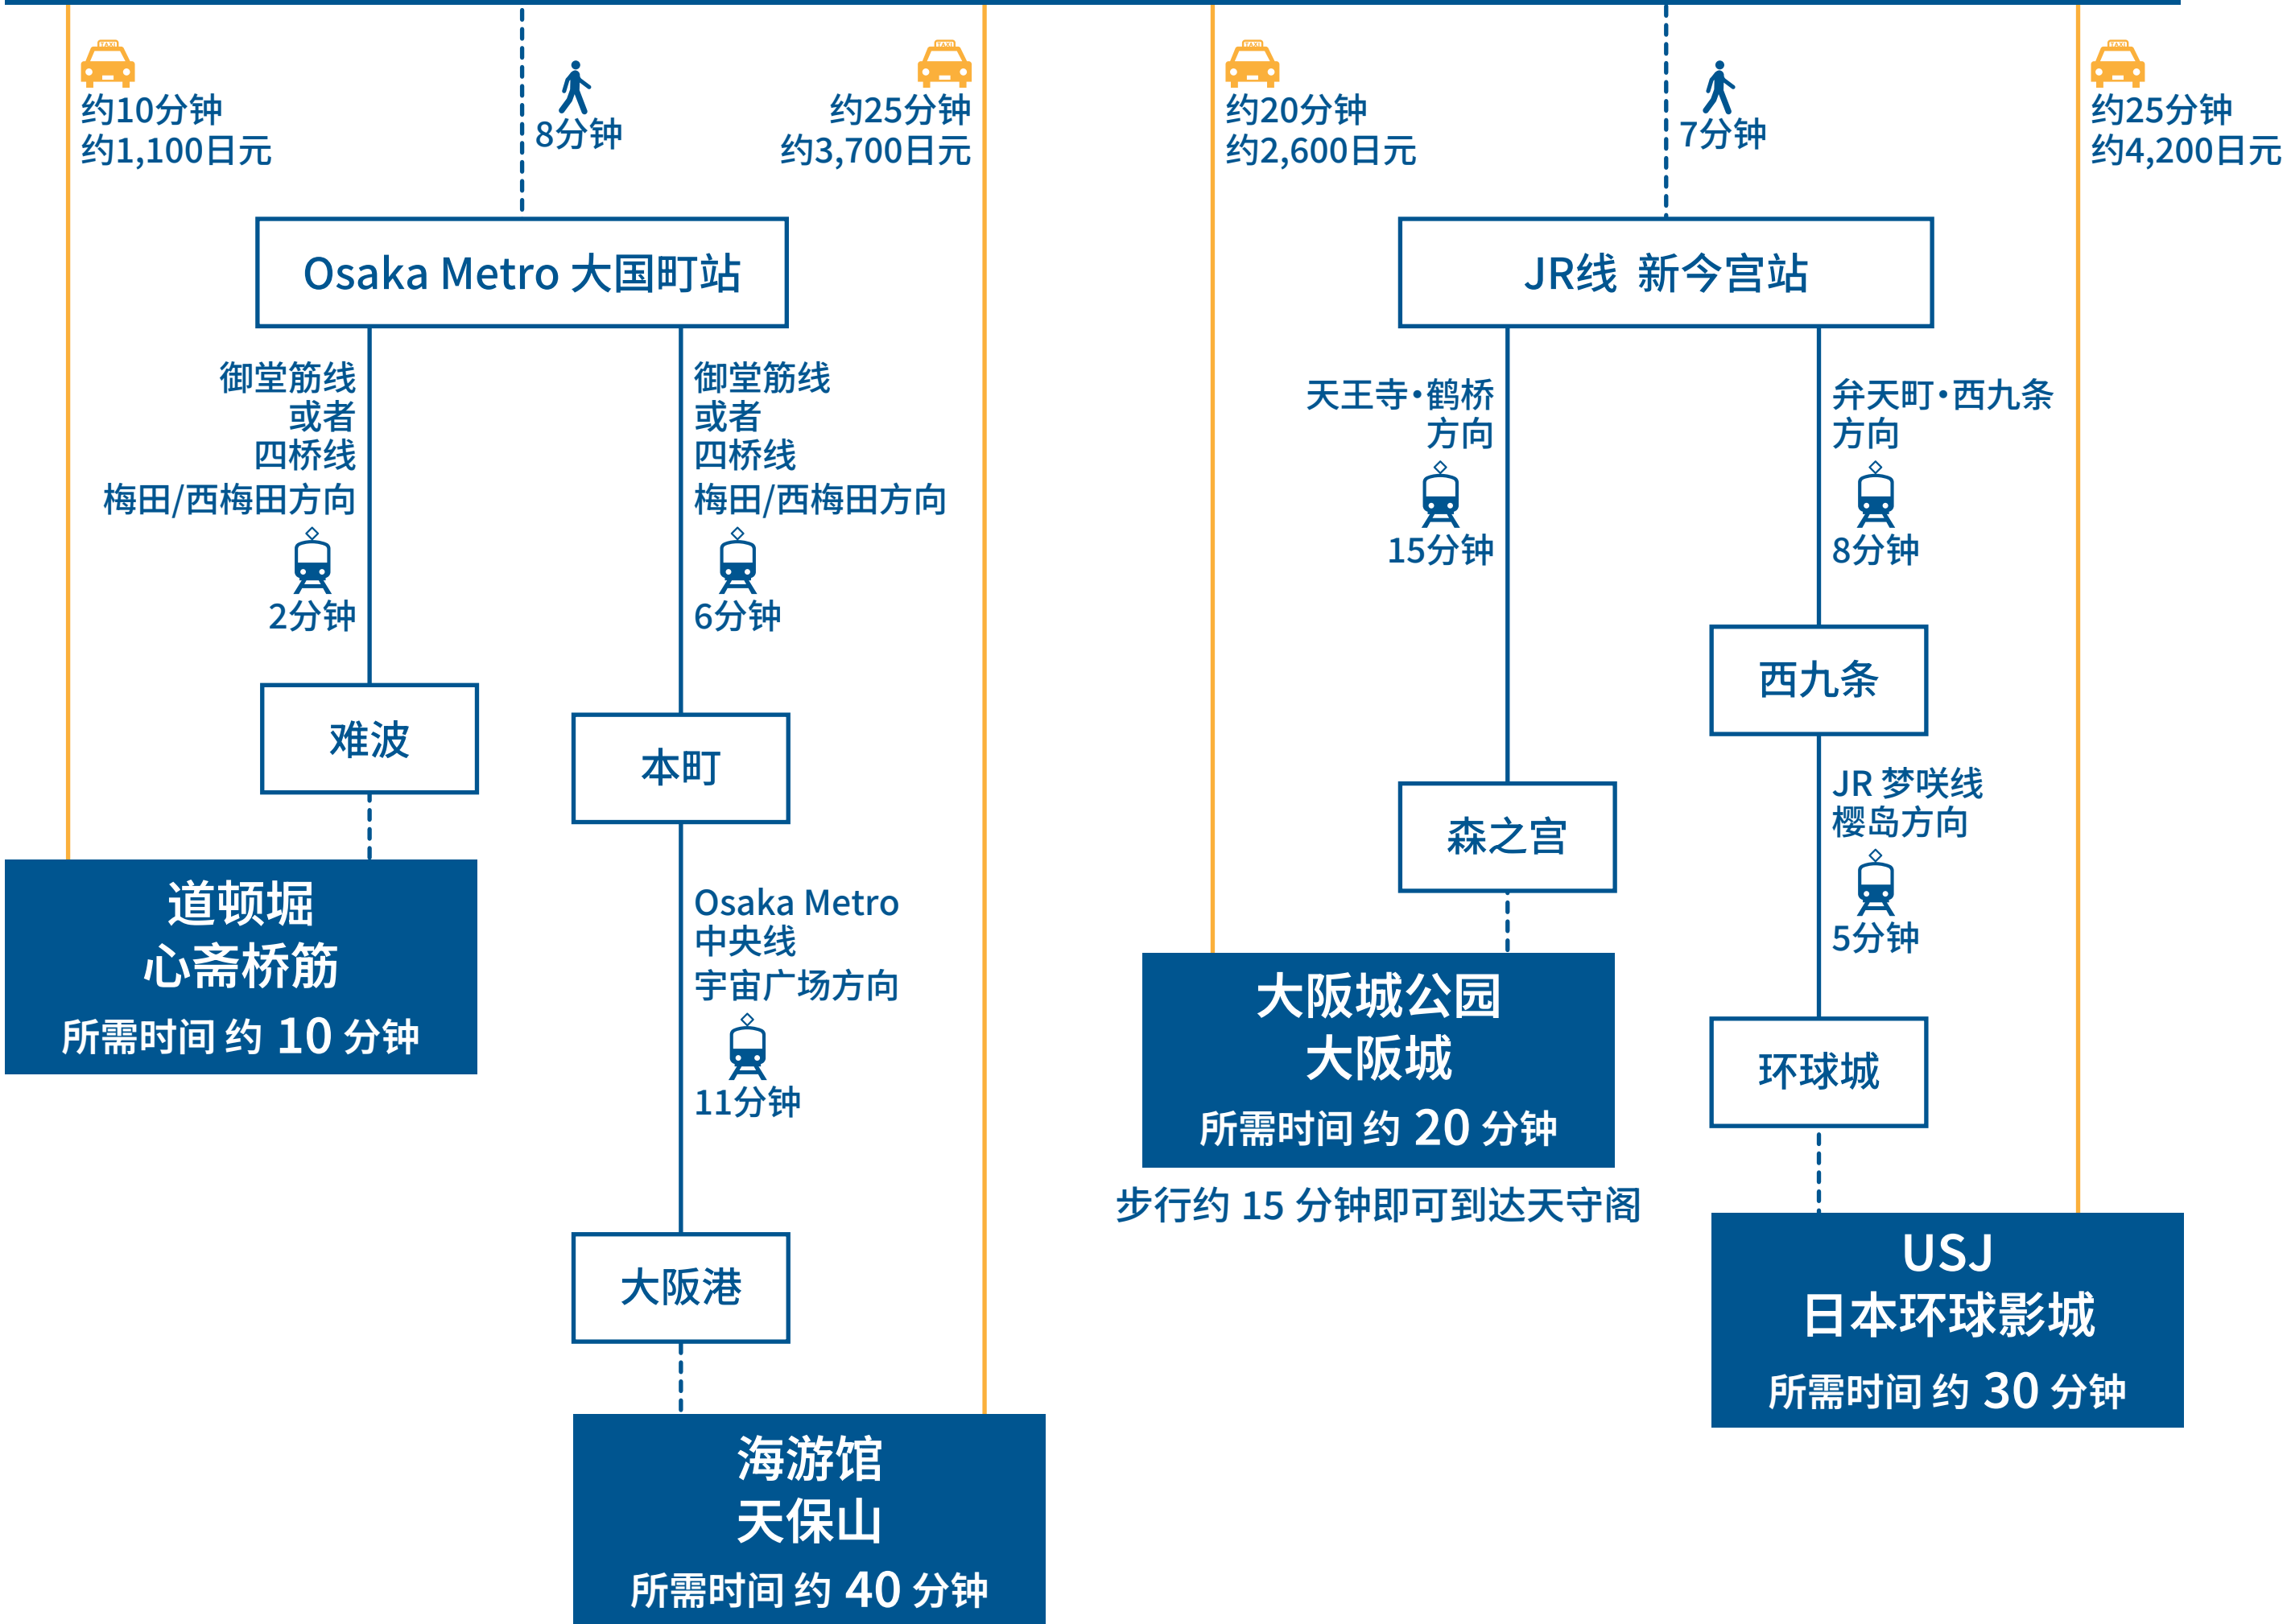 约10分钟
约1,100日元
8分钟
约25分钟
约3,700日元
Osaka Metro 大国町站
御堂筋线
或者
四桥线
梅田/西梅田方向
2分钟
御堂筋线
或者
四桥线
梅田/西梅田方向
6分钟
难波
本町
道顿堀
心斋桥筋
所需时间 约 10 分钟
Osaka Metro
中央线
宇宙广场方向
11分钟
大阪港
海游馆
天保山
所需时间 约 40 分钟
约20分钟
约2,600日元
7分钟
约25分钟
约4,200日元
JR线 新今宫站
天王寺・鹤桥
方向
15分钟
弁天町・西九条
方向
8分钟
西九条
森之宫
JR 梦咲线
樱岛方向
5分钟
大阪城公园
大阪城
所需时间 约 20 分钟
步行约 15 分钟即可到达天守阁
环球城
USJ
日本环球影城
所需时间 约 30 分钟